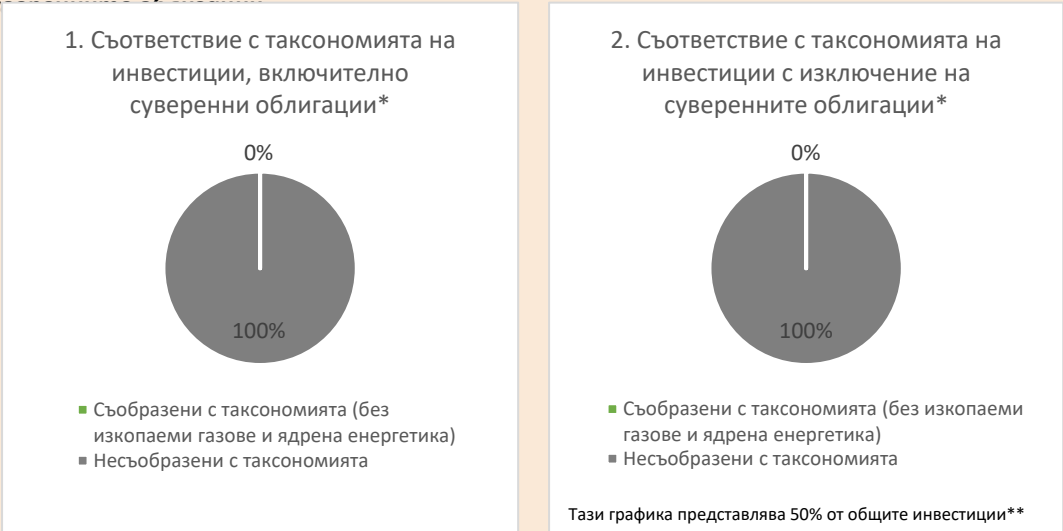 1. Съответствие с таксономията на
инвестиции, включително
суверенни облигации*
0%
100%
Съобразени с таксономията (без
изкопаеми газове и ядрена енергетика)
Несъобразени с таксономията
2. Съответствие с таксономията на
инвестиции с изключение на
суверенните облигации*
0%
100%
Съобразени с таксономията (без изкопаеми
газове и ядрена енергетика)
Несъобразени с таксономията
Тази графика представлява 50% от общите инвестиции**